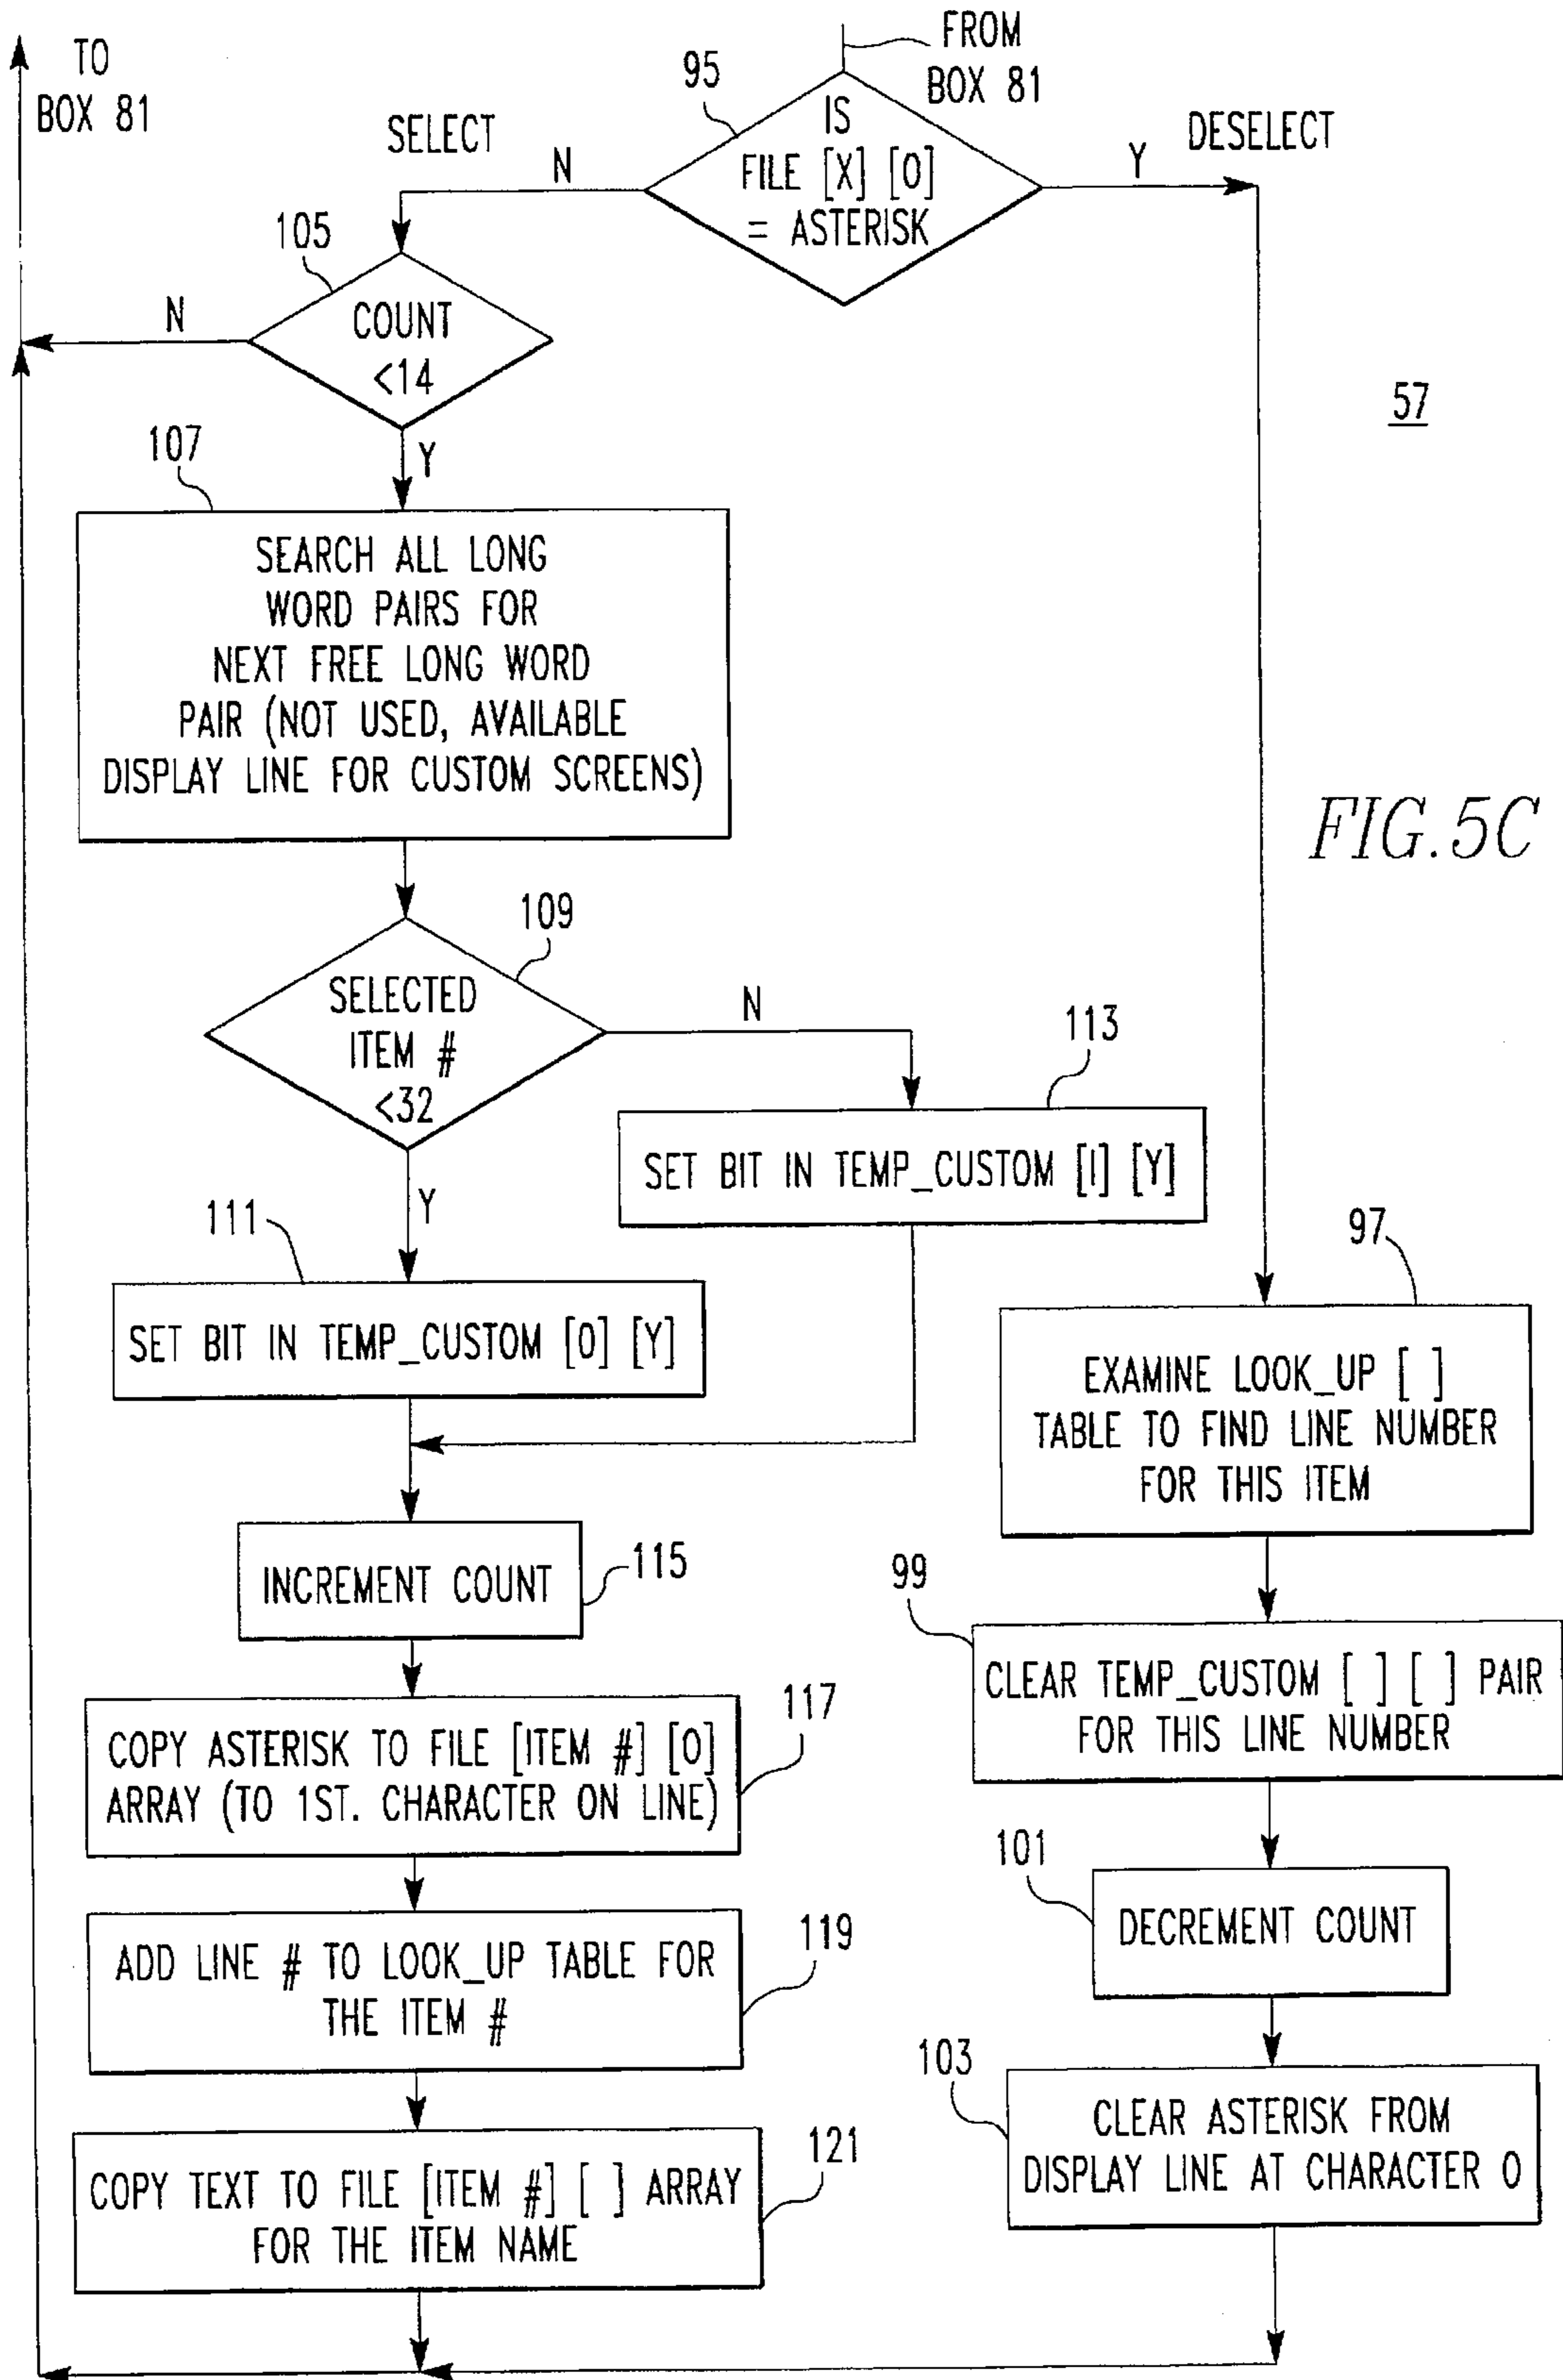 TO
BOX 81
FROM
BOX 81
95
IS
FILE [X] [0]
= ASTERISK
SELECT
N
Y
DESELECT
105
COUNT
<14
N
Y
57
107
SEARCH ALL LONG
WORD PAIRS FOR
NEXT FREE LONG WORD
PAIR (NOT USED, AVAILABLE
DISPLAY LINE FOR CUSTOM SCREENS)
FIG.5C
109
SELECTED
ITEM #
<32
N
Y
113
SET BIT IN TEMP_CUSTOM [I] [Y]
111
SET BIT IN TEMP_CUSTOM [0] [Y]
97
EXAMINE LOOK_UP [ ]
TABLE TO FIND LINE NUMBER
FOR THIS ITEM
INCREMENT COUNT
115
99
CLEAR TEMP_CUSTOM [ ] [ ] PAIR
FOR THIS LINE NUMBER
117
COPY ASTERISK TO FILE [ITEM #] [0]
ARRAY (TO 1ST. CHARACTER ON LINE)
101
DECREMENT COUNT
119
ADD LINE # TO LOOK_UP TABLE FOR
THE ITEM #
103
CLEAR ASTERISK FROM
DISPLAY LINE AT CHARACTER 0
121
COPY TEXT TO FILE [ITEM #] [ ] ARRAY
FOR THE ITEM NAME